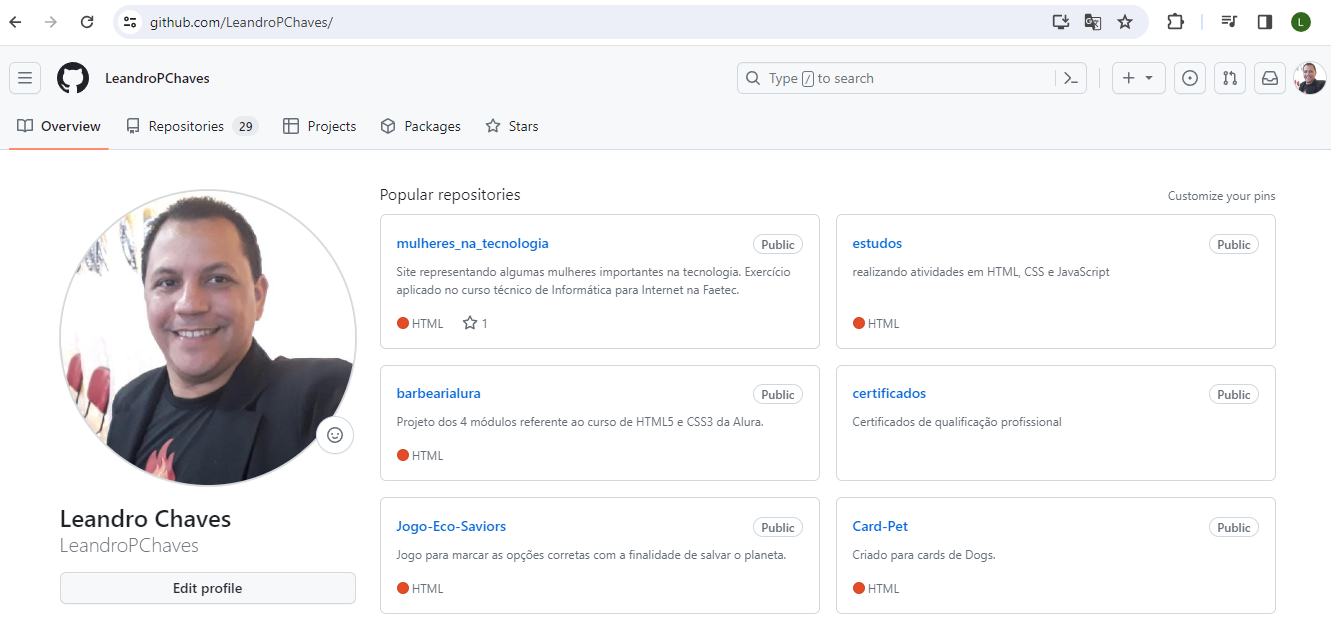 github.com/LeandroPChaves/
L
LeandroPChaves
Type / to search
Overview
Repositories 29
Projects
Packages
Stars
Popular repositories
Customize your pins
mulheres_na_tecnologia Public
Site representando algumas mulheres importantes na tecnologia. Exercício
aplicado no curso técnico de Informática para Internet na Faetec.
HTML 1
estudos Public
realizando atividades em HTML, CSS e JavaScript
HTML
barbearialura Public
Projeto dos 4 módulos referente ao curso de HTML5 e CSS3 da Alura.
HTML
certificados Public
Certificados de qualificação profissional
Jogo-Eco-Saviors Public
Jogo para marcar as opções corretas com a finalidade de salvar o planeta.
HTML
Card-Pet Public
Criado para cards de Dogs.
HTML
Leandro Chaves
LeandroPChaves
Edit profile